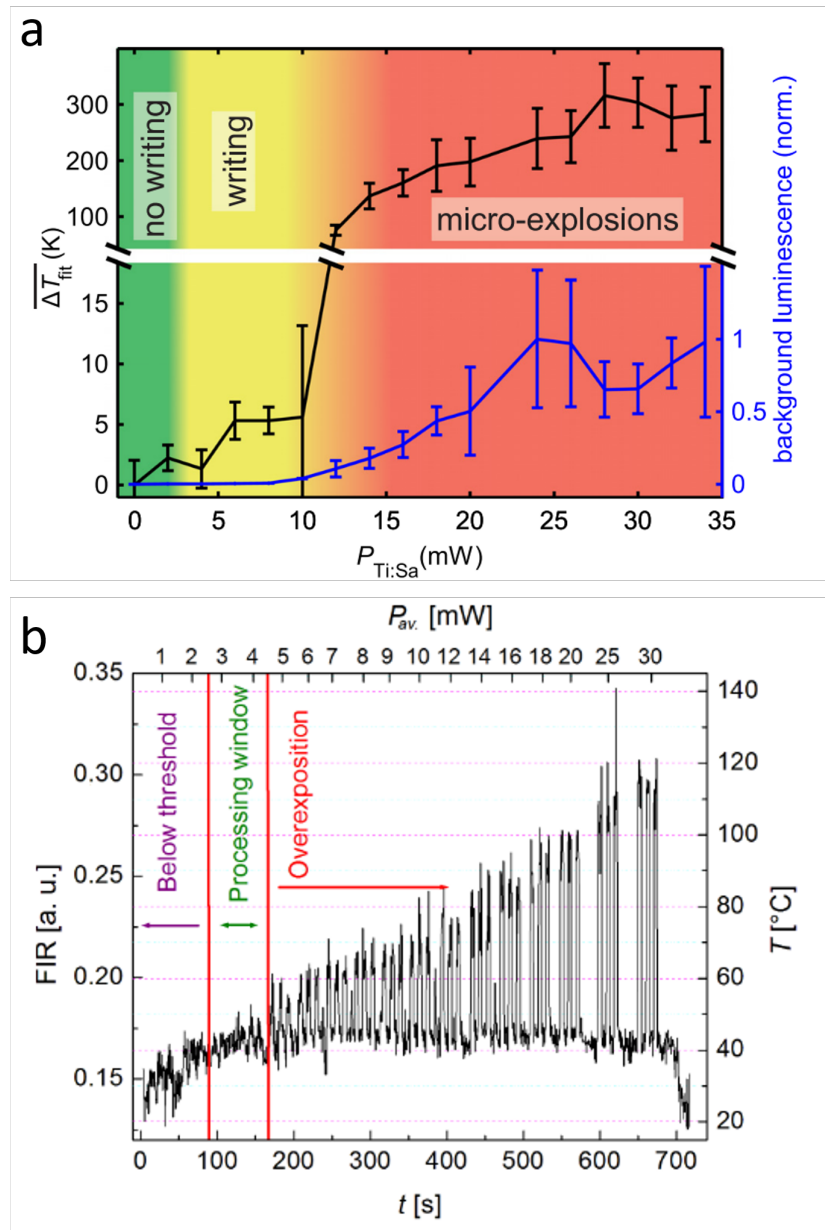 a
no writing
writing
micro-explosions
300
200
100
15
10
5
0
ΔT̅fit (K)
1
0.5
0
background luminescence (norm.)
0 5 10 15 20 25 30 35
PTi:Sa(mW)
b
Pav. [mW]
1 2 3 4 5 6 7 8 9 10 12 14 16 18 20 25 30
Below threshold
Processing window
Overexposition
0.35
0.30
0.25
0.20
0.15
FIR [a. u.]
140
120
100
80
60
40
20
T [°C]
0 100 200 300 400 500 600 700
t [s]